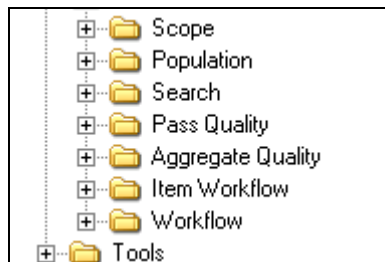 Scope
Population
Search
Pass Quality
Aggregate Quality
Item Workflow
Workflow
Tools